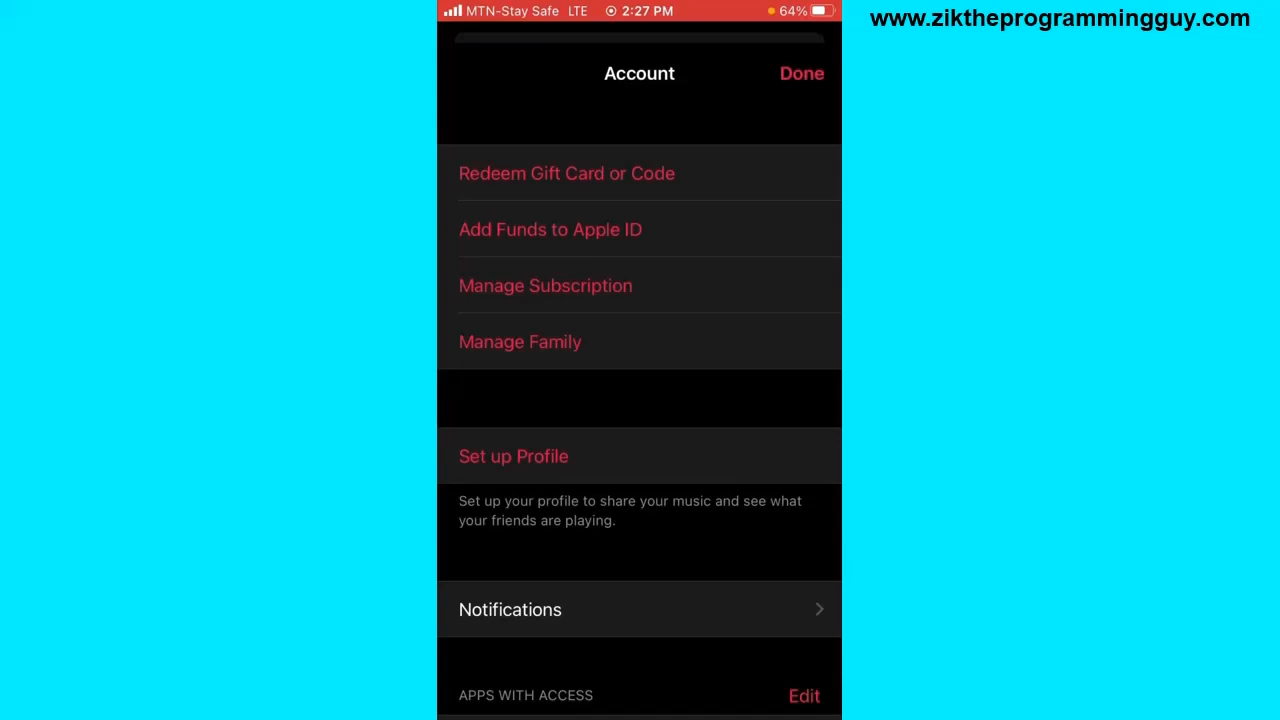 MTN-Stay Safe LTE 2:27 PM 64%
www.ziktheprogrammingguy.com
Account Done
Redeem Gift Card or Code
Add Funds to Apple ID
Manage Subscription
Manage Family
Set up Profile
Set up your profile to share your music and see what
your friends are playing.
Notifications
APPS WITH ACCESS Edit